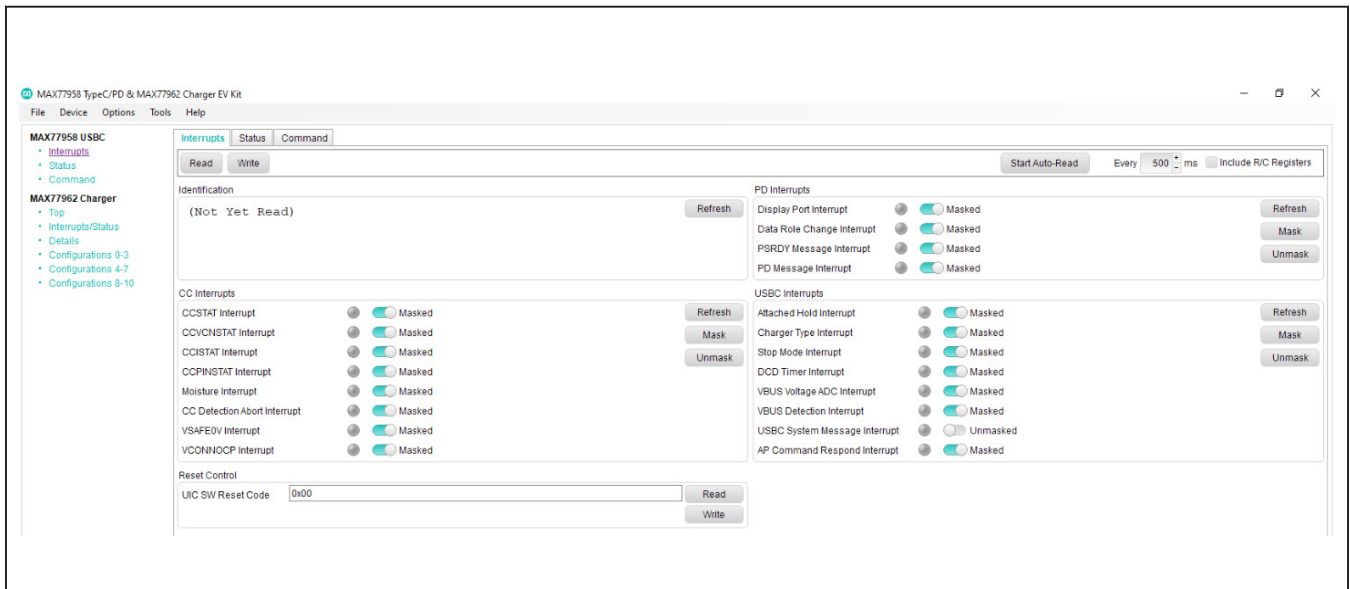 MAX77958 TypeC/PD & MAX77962 Charger EV Kit
File Device Options Tools Help
MAX77958 USBC
• Interrupts
• Status
• Command
MAX77962 Charger
• Top
• Interrupts/Status
• Details
• Configurations 0-3
• Configurations 4-7
• Configurations 8-10
Interrupts Status Command
Read Write Start Auto-Read Every 500 ms Include R/C Registers
Identification
(Not Yet Read) Refresh
PD Interrupts
Display Port Interrupt Masked Refresh
Data Role Change Interrupt Masked Mask
PSRDY Message Interrupt Masked Unmask
PD Message Interrupt Masked
CC Interrupts
CCSTAT Interrupt Masked Refresh
CCVCNSTAT Interrupt Masked Mask
CCISTAT Interrupt Masked Unmask
CCPINSTAT Interrupt Masked
Moisture Interrupt Masked
CC Detection Abort Interrupt Masked
VSAFE0V Interrupt Masked
VCONNOCP Interrupt Masked
USBC Interrupts
Attached Hold Interrupt Masked Refresh
Charger Type Interrupt Masked Mask
Stop Mode Interrupt Masked Unmask
DCD Timer Interrupt Masked
VBUS Voltage ADC Interrupt Masked
VBUS Detection Interrupt Masked
USBC System Message Interrupt Unmasked
AP Command Respond Interrupt Masked
Reset Control
UIC SW Reset Code 0x00 Read
Write